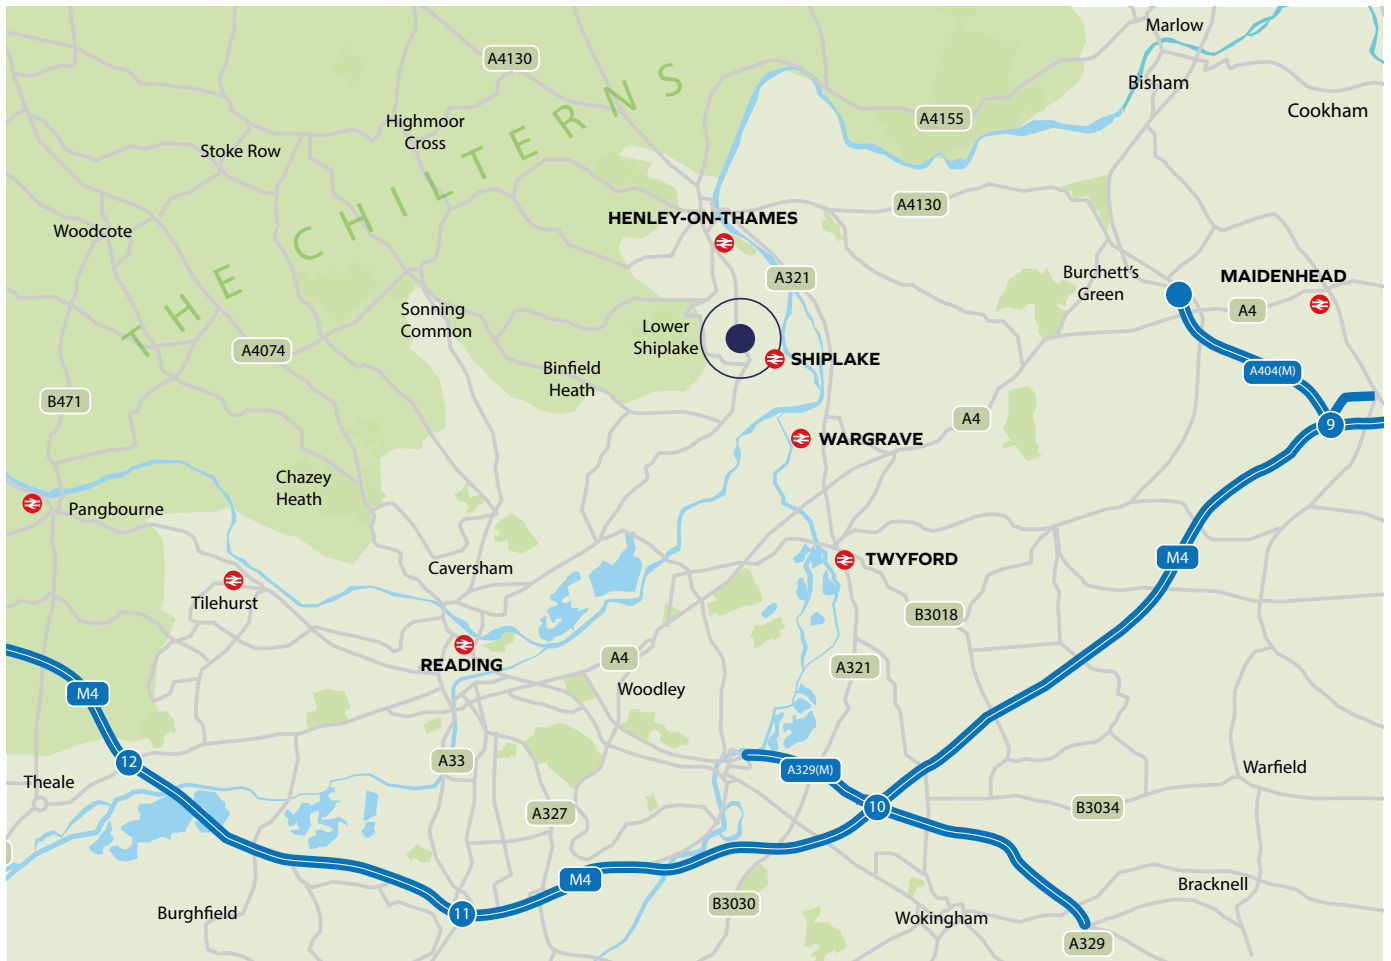 Marlow
A4130
Bisham
Cookham
A4155
Highmoor
Cross
Stoke Row
THE CHILTERNS
A4130
HENLEY-ON-THAMES
Woodcote
A321
Burchett's
Green
MAIDENHEAD
A4
Sonning
Common
Lower
Shiplake
A4074
SHIPLAKE
Binfield
Heath
A404(M)
B471
A4
9
WARGRAVE
Chazey
Heath
Pangbourne
M4
TWYFORD
Caversham
Tilehurst
B3018
READING
A4
A321
Woodley
M4
A33
12
A329(M)
Warfield
Theale
10
B3034
A327
M4
Bracknell
B3030
11
Burghfield
Wokingham
A329